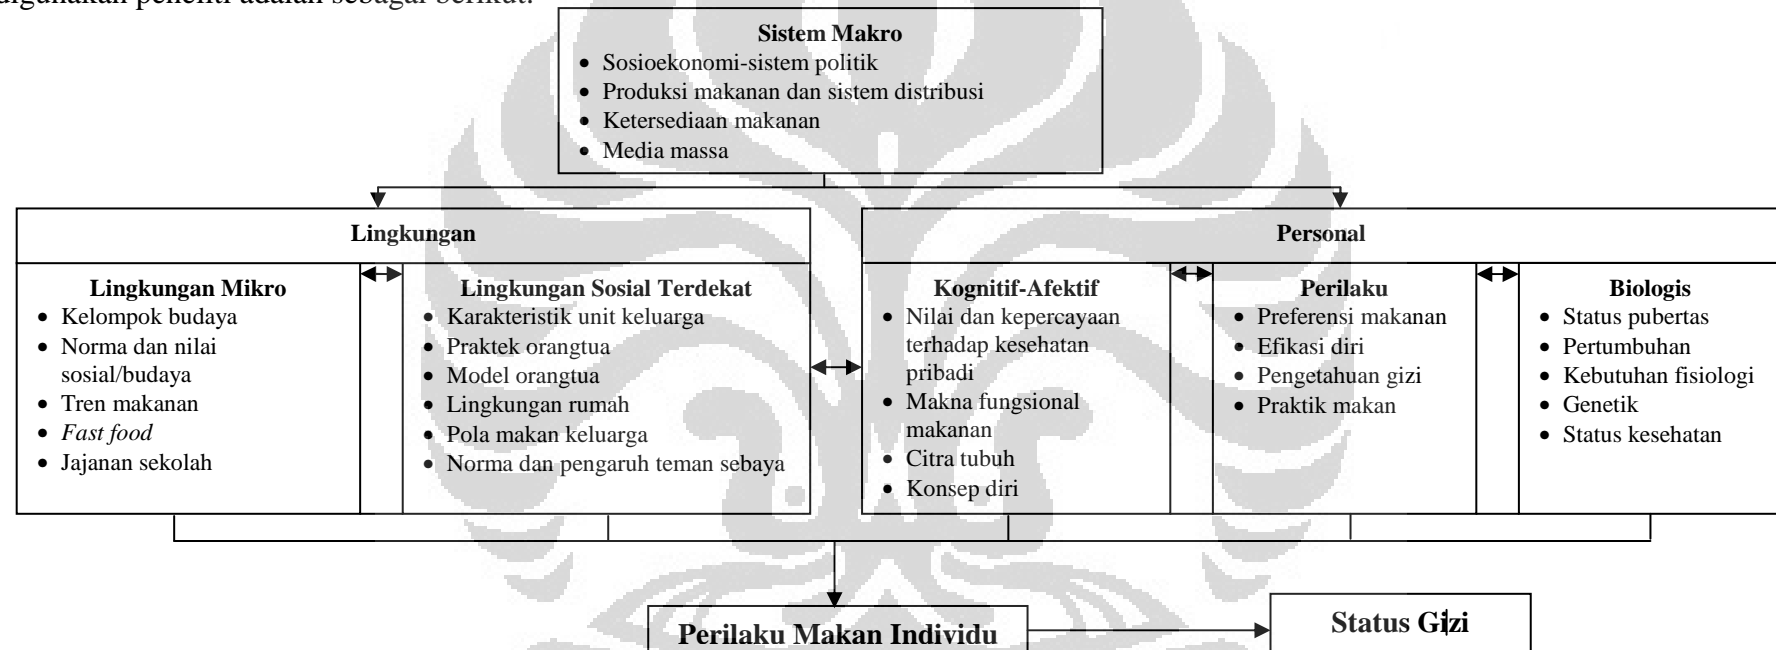 digunakan peneliti adalah sebagai berikut:
Sistem Makro
• Sosioekonomi-sistem politik
• Produksi makanan dan sistem distribusi
• Ketersediaan makanan
• Media massa
Lingkungan
Lingkungan Mikro
• Kelompok budaya
• Norma dan nilai
sosial/budaya
• Tren makanan
• Fast food
• Jajanan sekolah
Lingkungan Sosial Terdekat
• Karakteristik unit keluarga
• Praktek orangtua
• Model orangtua
• Lingkungan rumah
• Pola makan keluarga
• Norma dan pengaruh teman sebaya
Personal
Kognitif-Afektif
• Nilai dan kepercayaan
terhadap kesehatan
pribadi
• Makna fungsional
makanan
• Citra tubuh
• Konsep diri
Perilaku
• Preferensi makanan
• Efikasi diri
• Pengetahuan gizi
• Praktik makan
Biologis
• Status pubertas
• Pertumbuhan
• Kebutuhan fisiologi
• Genetik
• Status kesehatan
Perilaku Makan Individu
Status Gizi